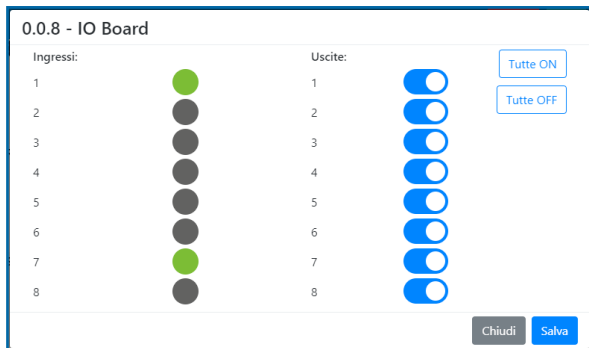 0.0.8 - IO Board
Ingressi: Uscite: Tutte ON
1 1
2 2 Tutte OFF
3 3
4 4
5 5
6 6
7 7
8 8
Chiudi Salva